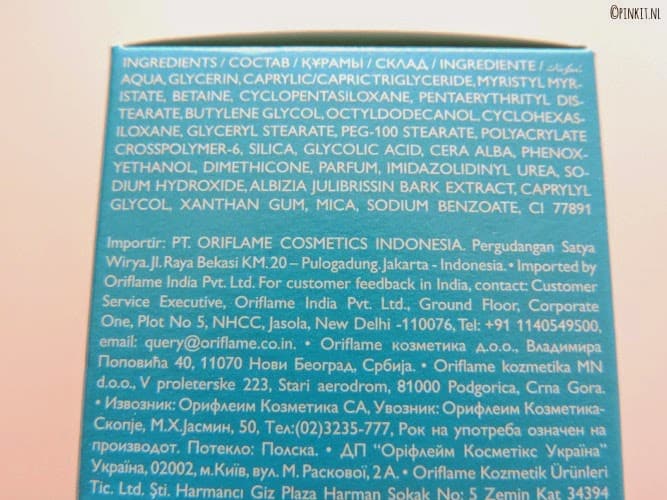 ©PINKIT.NL
INGREDIENTS / СОСТАВ / ҚҰРАМЫ / СКЛАД / INGREDIENTE /
AQUA, GLYCERIN, CAPRYLIC/CAPRIC TRIGLYCERIDE, MYRISTYL MYR-
ISTATE, BETAINE, CYCLOPENTASILOXANE, PENTAERYTHRITYL DIS-
TEARATE, BUTYLENE GLYCOL, OCTYLDODECANOL, CYCLOHEXAS-
ILOXANE, GLYCERYL STEARATE, PEG-100 STEARATE, POLYACRYLATE
CROSSPOLYMER-6, SILICA, GLYCOLIC ACID, CERA ALBA, PHENOX-
YETHANOL, DIMETHICONE, PARFUM, IMIDAZOLIDINYL UREA, SO-
DIUM HYDROXIDE, ALBIZIA JULIBRISSIN BARK EXTRACT, CAPRYLYL
GLYCOL, XANTHAN GUM, MICA, SODIUM BENZOATE, CI 77891
Importir: PT. ORIFLAME COSMETICS INDONESIA. Pergudangan Satya
Wirya. Jl. Raya Bekasi KM. 20 – Pulogadung. Jakarta - Indonesia. • Imported by
Oriflame India Pvt. Ltd. For customer feedback in India, contact: Customer
Service Executive, Oriflame India Pvt. Ltd., Ground Floor, Corporate
One, Plot No 5, NHCC, Jasola, New Delhi -110076, Tel: +91 1140549500,
email: query@oriflame.co.in. • Oriflame козметика д.о.о., Владимира
Поповића 40, 11070 Нови Београд, Србија. • Oriflame kozmetika MN
d.o.o., V proleterske 223, Stari aerodrom, 81000 Podgorica, Crna Gora.
• Извозник: Орифлеим Козметика СА, Увозник: Орифлеим Козметика-
Скопје, М.Х.Јасмин, 50, Тел:(02)3235-777, Рок на употреба означен на
производот. Потекло: Полска. • ДП “Оріфлейм Косметікс Україна”
Україна, 02002, м.Київ, вул. М. Раскової, 2 А. • Oriflame Kozmetik Ürünleri
Tic. Ltd. Şti. Harmancı Giz Plaza Harman Sokak No: 5 Zemin Kat 34394